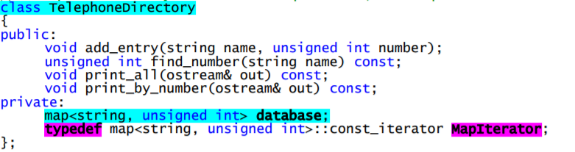 class TelephoneDirectory
{
public:
void add_entry(string name, unsigned int number);
unsigned int find_number(string name) const;
void print_all(ostream& out) const;
void print_by_number(ostream& out) const;
private:
map<string, unsigned int> database;
typedef map<string, unsigned int>::const_iterator MapIterator;
};